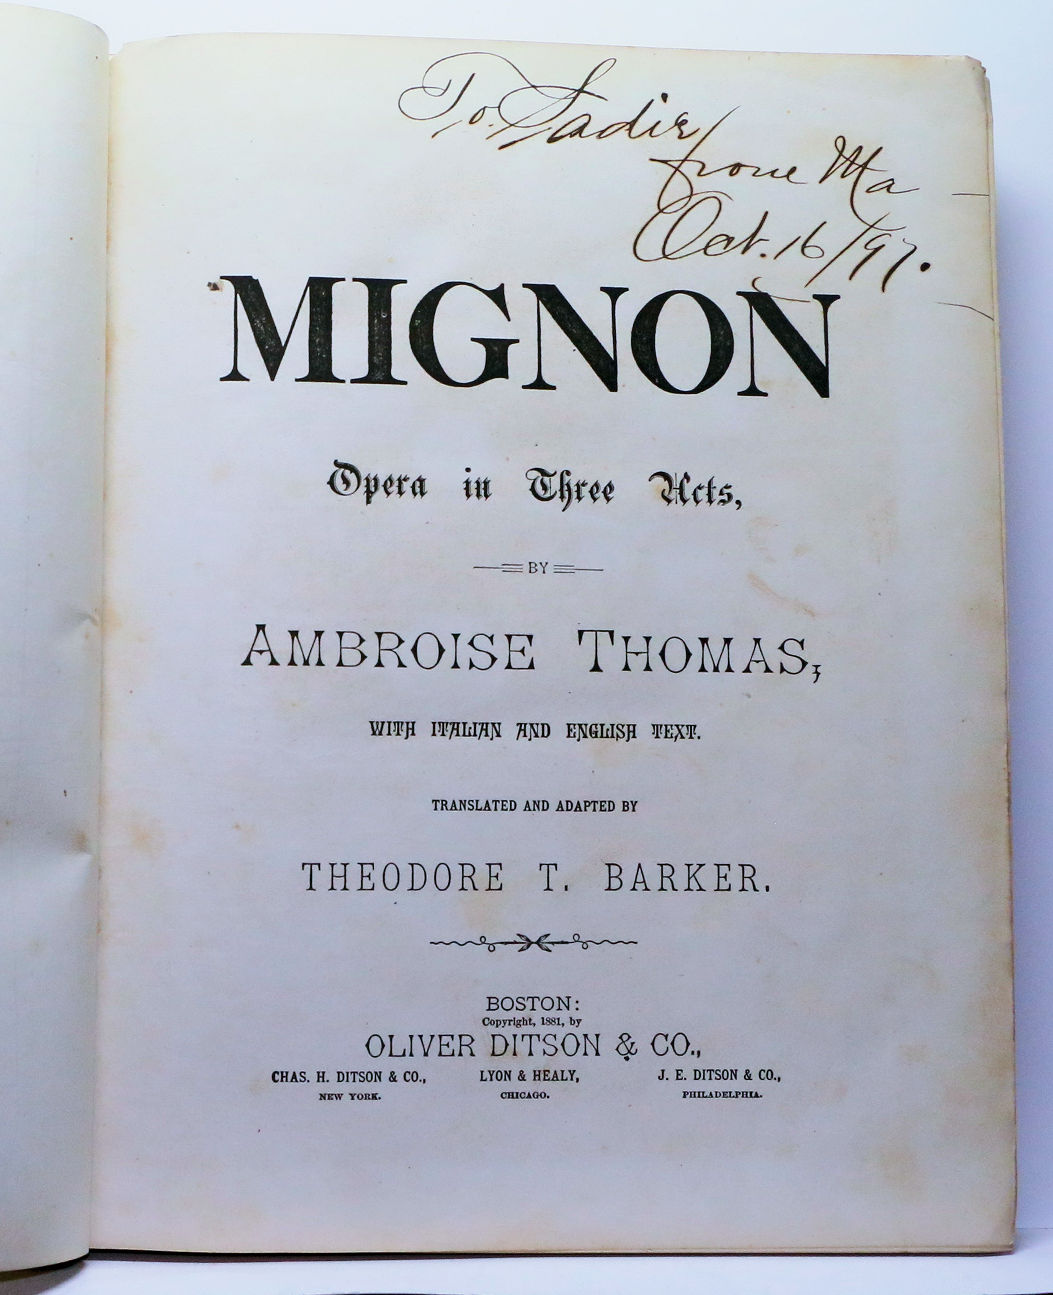 To Sadie
from Ma
Oct. 16/97.
MIGNON
Opera in Three Acts,
BY
AMBROISE THOMAS,
WITH ITALIAN AND ENGLISH TEXT.
TRANSLATED AND ADAPTED BY
THEODORE T. BARKER.
BOSTON:
Copyright, 1881, by
OLIVER DITSON & CO.,
CHAS. H. DITSON & CO., LYON & HEALY, J. E. DITSON & CO.,
NEW YORK. CHICAGO. PHILADELPHIA.